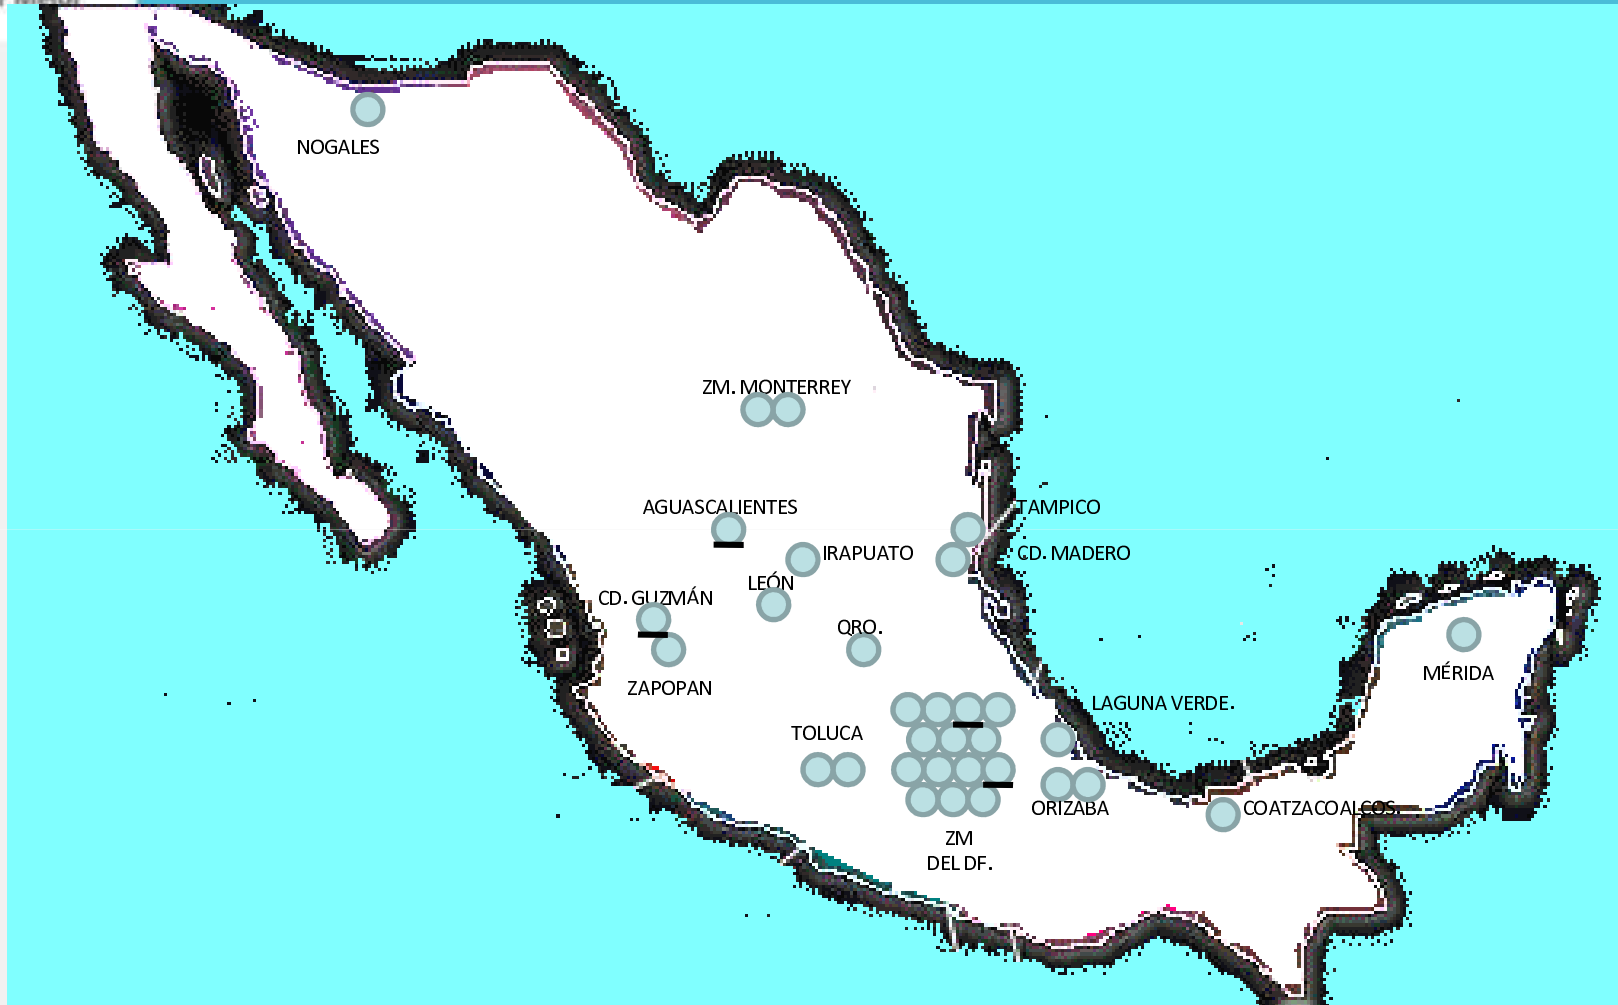 NOGALES
ZM. MONTERREY
AGUASCALIENTES
TAMPICO
IRAPUATO
CD. MADERO
LEÓN
CD. GUZMÁN
QRO.
MÉRIDA
ZAPOPAN
LAGUNA VERDE.
TOLUCA
ORIZABA
COATZACOALCOS.
ZM
DEL DF.